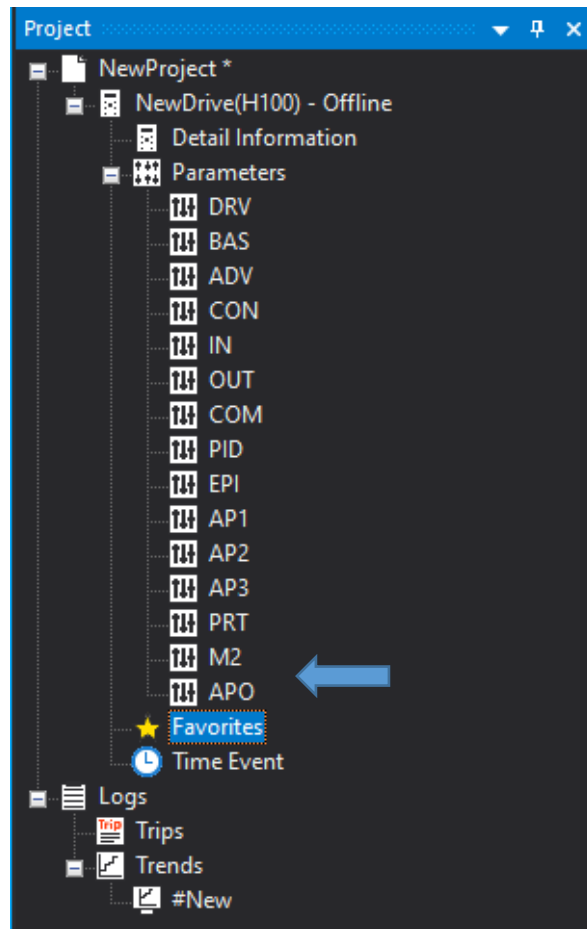 Project
NewProject *
NewDrive(H100) - Offline
Detail Information
Parameters
DRV
BAS
ADV
CON
IN
OUT
COM
PID
EPI
AP1
AP2
AP3
PRT
M2
APO
Favorites
Time Event
Logs
Trip
Trips
Trends
#New